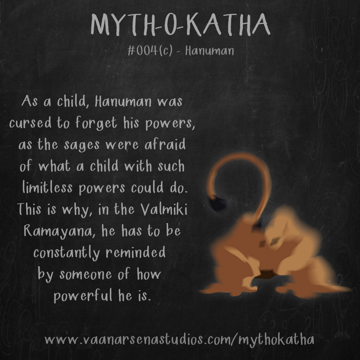 MYTH-O-KATHA
#004(c) - Hanuman
As a child, Hanuman was
cursed to forget his powers,
as the sages were afraid
of what a child with such
limitless powers could do.
This is why, in the Valmiki
Ramayana, he has to be
constantly reminded
by someone of how
powerful he is.
www.vaanarsenastudios.com/mythokatha